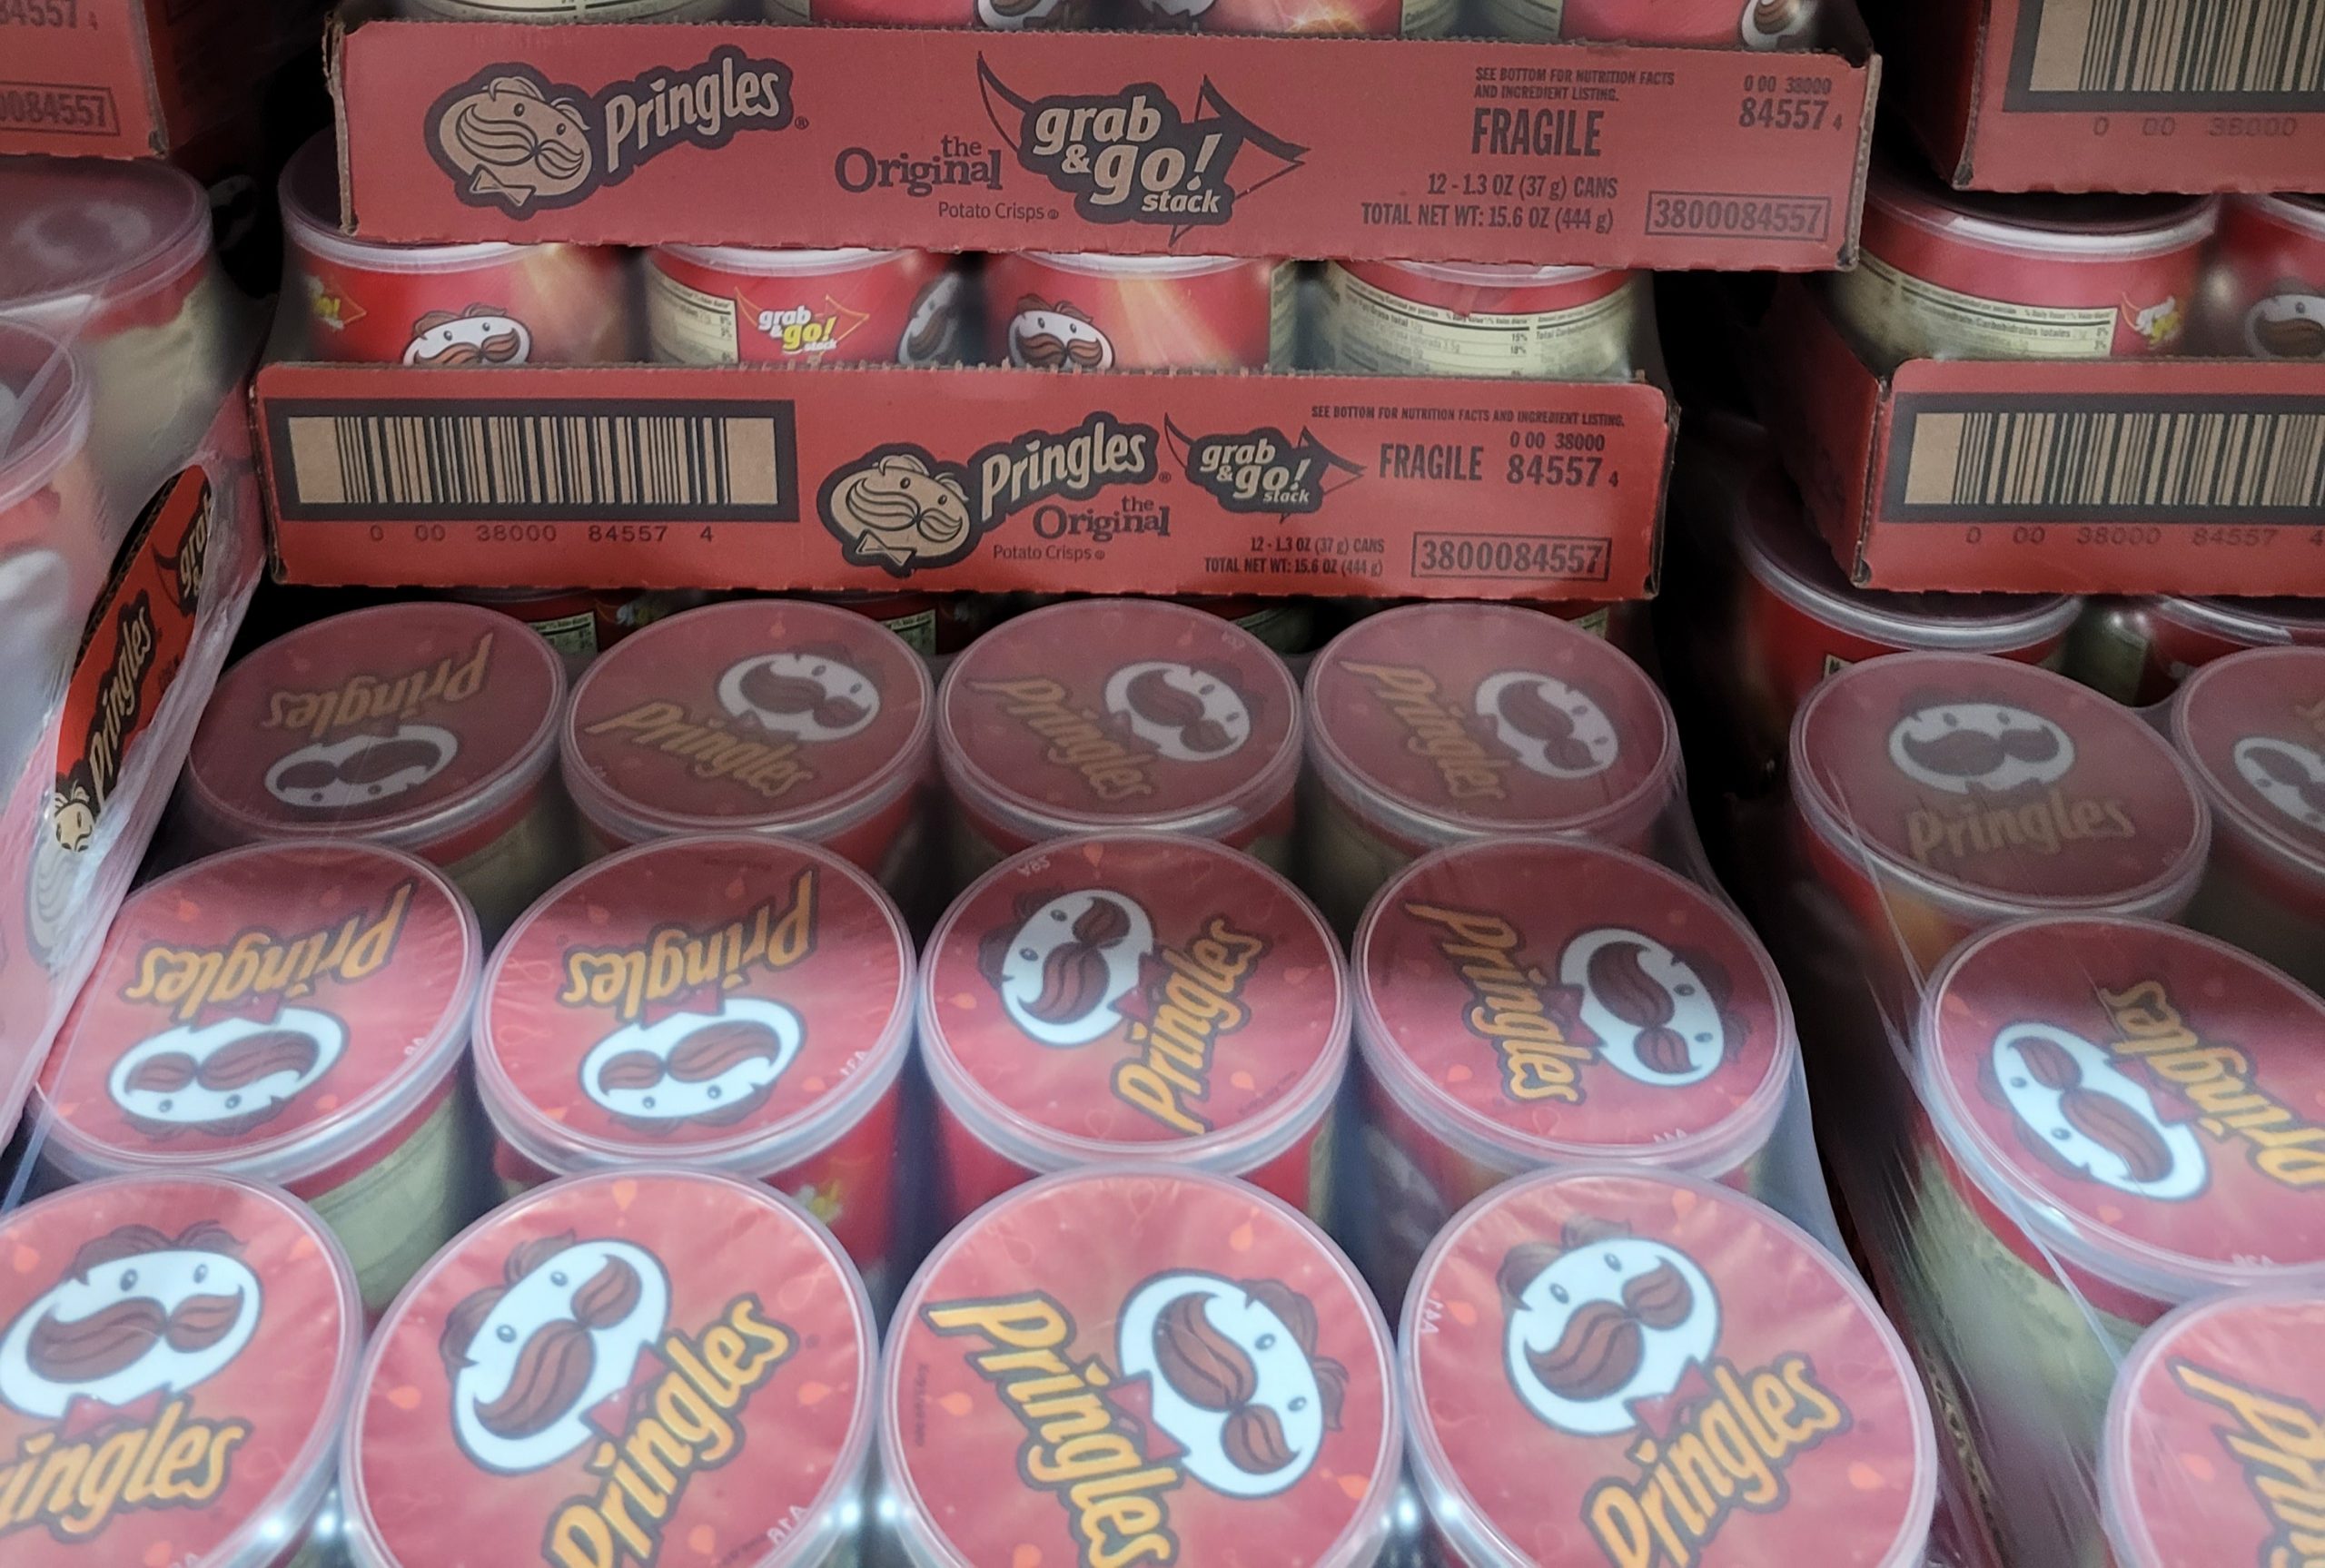 84557 4
0084557
Pringles®
the
Original
Potato Crisps
grab
&go!
stack
SEE BOTTOM FOR NUTRITION FACTS
AND INGREDIENT LISTING.
FRAGILE
12 - 1.3 OZ (37 g) CANS
TOTAL NET WT: 15.6 OZ (444 g)
0 00 38000
84557 4
3800084557
0 00 38000
grab
&go!
stack
0 00 38000 84557 4
Pringles®
the
Original
Potato Crisps
grab
&go!
stack
SEE BOTTOM FOR NUTRITION FACTS AND INGREDIENT LISTING.
FRAGILE
0 00 38000
84557 4
12 - 1.3 OZ (37 g) CANS
TOTAL NET WT: 15.6 OZ (444 g)
3800084557
0 00 38000 84557 4
Pringles
grab
Pringles
Pringles
Pringles
Pringles
Pringles
Pringles
Pringles
Pringles
Pringles
Pringles
ringles
Pringles
Pringles
Pringles